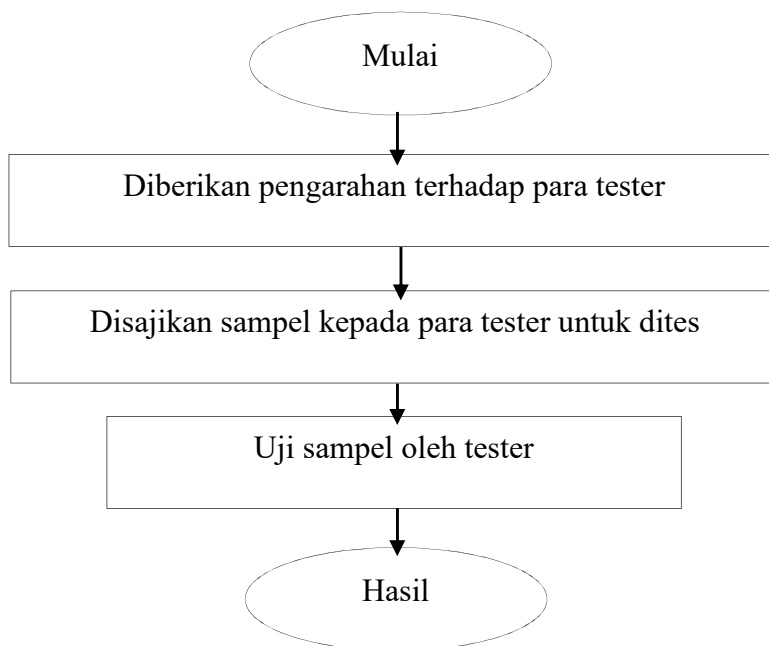 Mulai
Diberikan pengarahan terhadap para tester
Disajikan sampel kepada para tester untuk dites
Uji sampel oleh tester
Hasil